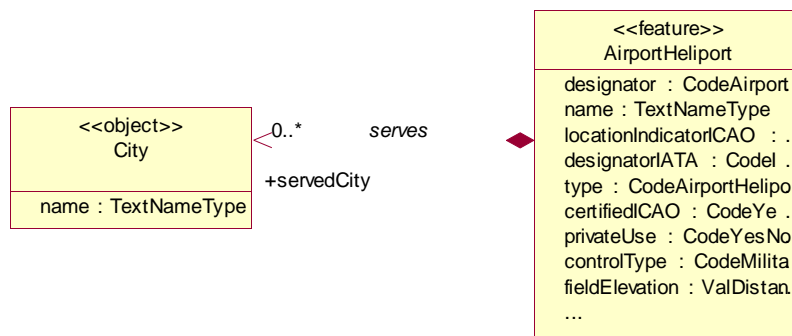 <<object>>
City
name : TextNameType
0..*
serves
+servedCity
<<feature>>
AirportHeliport
designator : CodeAirport
name : TextNameType
locationIndicatorICAO : .
designatorIATA : CodeI .
type : CodeAirportHelipo
certifiedICAO : CodeYe .
privateUse : CodeYesNo
controlType : CodeMilita
fieldElevation : ValDistan.
...